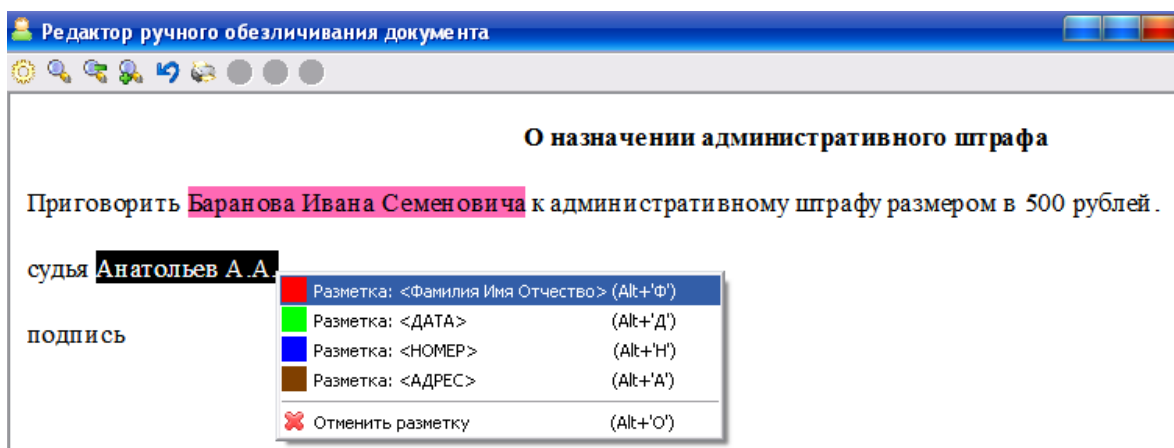 Редактор ручного обезличивания документа
О назначении административного штрафа
Приговорить Баранова Ивана Семеновича к административному штрафу размером в 500 рублей.
судья Анатольев А.А.
Разметка: <Фамилия Имя Отчество> (Alt+'Ф')
Разметка: <ДАТА> (Alt+'Д')
подпись
Разметка: <НОМЕР> (Alt+'Н')
Разметка: <АДРЕС> (Alt+'А')
Отменить разметку (Alt+'О')